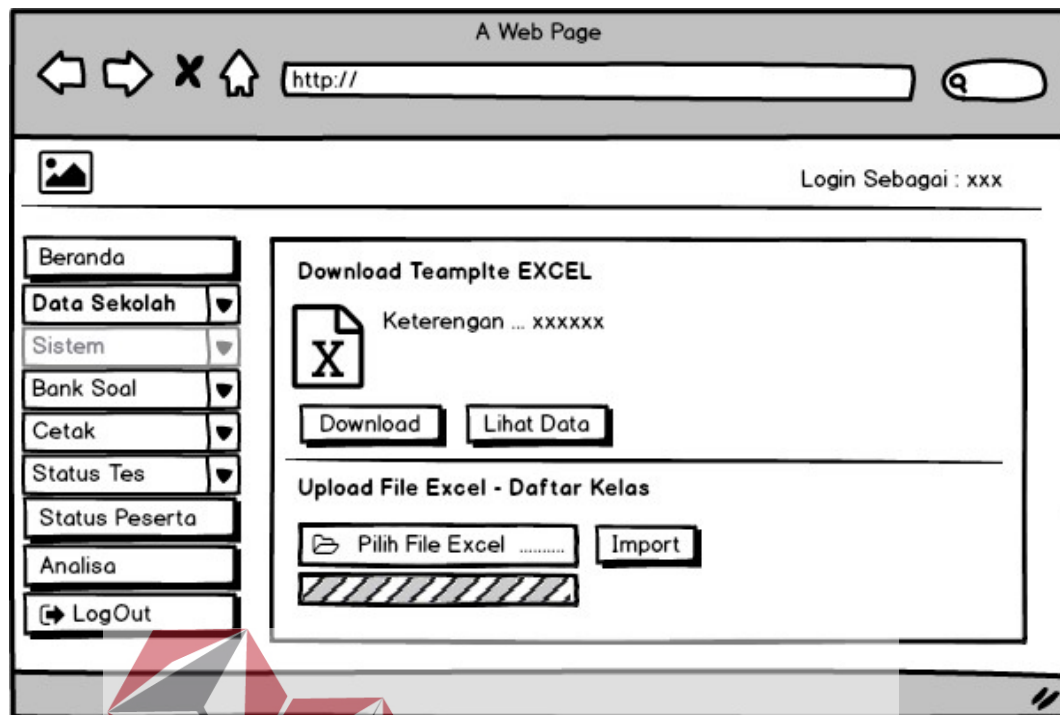 A Web Page
http://
Login Sebagai : xxx
Beranda
Data Sekolah
Sistem
Bank Soal
Cetak
Status Tes
Status Peserta
Analisa
LogOut
Download Teamplte EXCEL
X
Keterengan ... xxxxxx
Download
Lihat Data
Upload File Excel - Daftar Kelas
Pilih File Excel ..........
Import